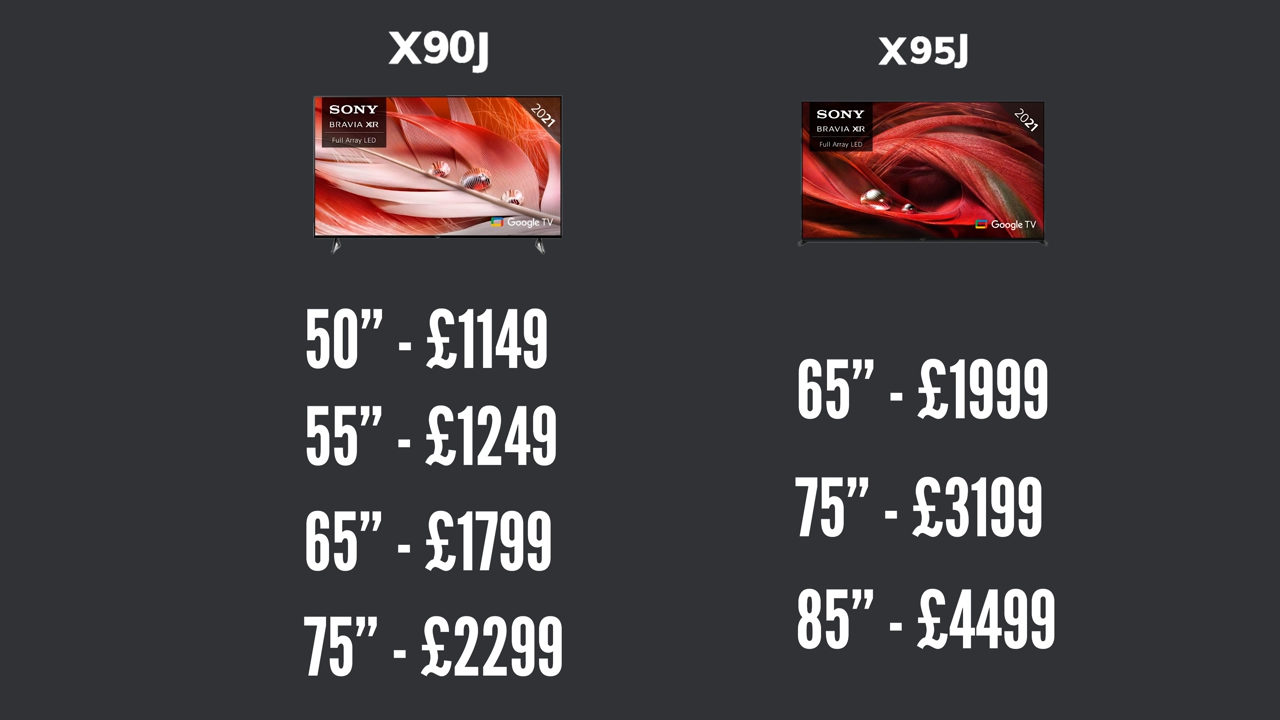 X90J
SONY
BRAVIA XR
Full Array LED
2021
Google TV
50” - £1149
55” - £1249
65” - £1799
75” - £2299
X95J
SONY
BRAVIA XR
Full Array LED
2021
Google TV
65” - £1999
75” - £3199
85” - £4499